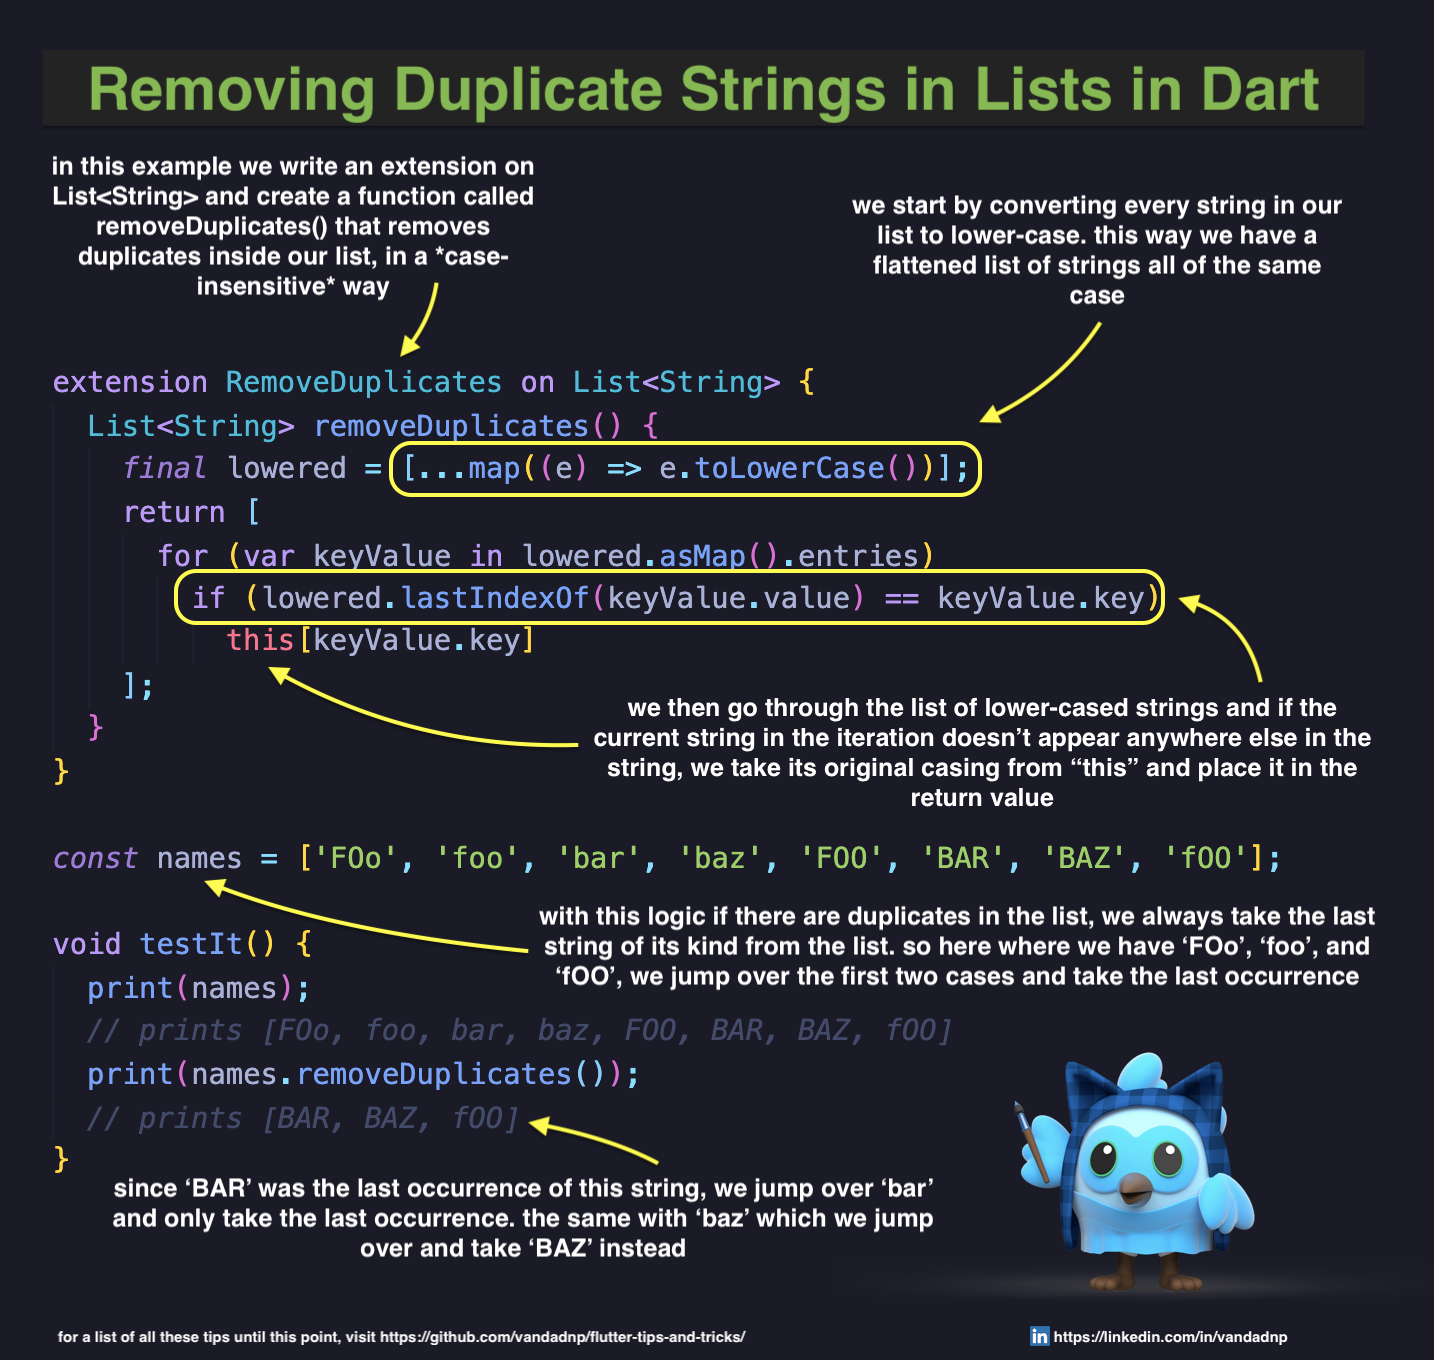 Removing Duplicate Strings in Lists in Dart
in this example we write an extension on
List<String> and create a function called
removeDuplicates() that removes
duplicates inside our list, in a *case-
insensitive* way
we start by converting every string in our
list to lower-case. this way we have a
flattened list of strings all of the same
case
extension RemoveDuplicates on List<String> {
List<String> removeDuplicates() {
final lowered = [...map((e) => e.toLowerCase())];
return [
for (var keyValue in lowered.asMap().entries)
if (lowered.lastIndexOf(keyValue.value) == keyValue.key)
this[keyValue.key]
];
}
}
we then go through the list of lower-cased strings and if the
current string in the iteration doesn’t appear anywhere else in the
string, we take its original casing from “this” and place it in the
return value
const names = ['FOo', 'foo', 'bar', 'baz', 'FOO', 'BAR', 'BAZ', 'fOO'];
with this logic if there are duplicates in the list, we always take the last
string of its kind from the list. so here where we have ‘FOo’, ‘foo’, and
‘fOO’, we jump over the first two cases and take the last occurrence
void testIt() {
print(names);
// prints [FOo, foo, bar, baz, FOO, BAR, BAZ, fOO]
print(names.removeDuplicates());
// prints [BAR, BAZ, fOO]
}
since ‘BAR’ was the last occurrence of this string, we jump over ‘bar’
and only take the last occurrence. the same with ‘baz’ which we jump
over and take ‘BAZ’ instead
for a list of all these tips until this point, visit https://github.com/vandadnp/flutter-tips-and-tricks/
in https://linkedin.com/in/vandadnp